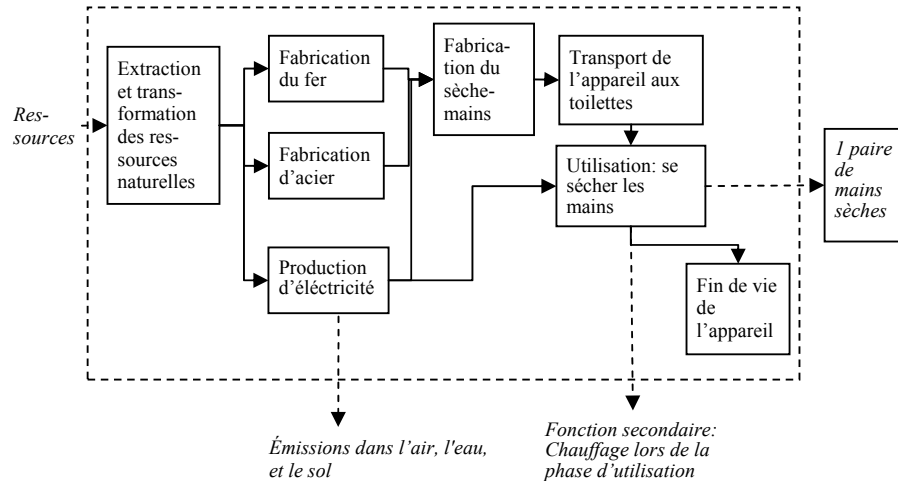 Res-
sources
Extraction
et trans-
formation
des res-
sources
naturelles
Fabrication
du fer
Fabrication
d’acier
Production
d’éléctricité
Fabrica-
tion du
sèche-
mains
Transport de
l’appareil aux
toilettes
Utilisation: se
sécher les
mains
Fin de vie
de
l’appareil
1 paire
de
mains
sèches
Émissions dans l’air, l'eau,
et le sol
Fonction secondaire:
Chauffage lors de la
phase d’utilisation